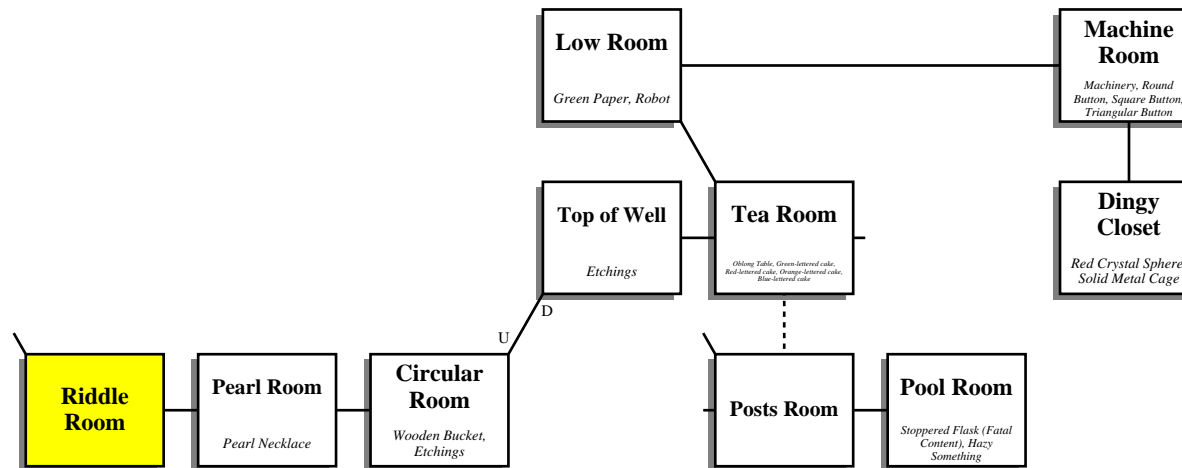 Low Room
Green Paper, Robot
Machine
Room
Machinery, Round
Button, Square Button,
Triangular Button
Top of Well
Etchings
Tea Room
Oblong Table, Green-lettered cake,
Red-lettered cake, Orange-lettered cake,
Blue-lettered cake
Dingy
Closet
Red Crystal Sphere,
Solid Metal Cage
U
D
Riddle
Room
Pearl Room
Pearl Necklace
Circular
Room
Wooden Bucket,
Etchings
Posts Room
Pool Room
Stoppered Flask (Fatal
Content), Hazy
Something